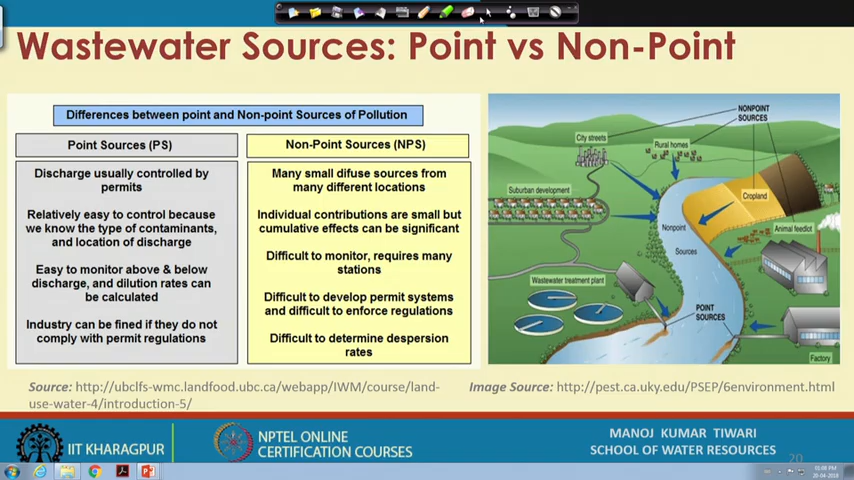 Wastewater Sources: Point vs Non-Point
Differences between point and Non-point Sources of Pollution
Point Sources (PS)
Discharge usually controlled by
permits
Relatively easy to control because
we know the type of contaminants,
and location of discharge
Easy to monitor above & below
discharge, and dilution rates can
be calculated
Industry can be fined if they do not
comply with permit regulations
Non-Point Sources (NPS)
Many small difuse sources from
many different locations
Individual contributions are small but
cumulative effects can be significant
Difficult to monitor, requires many
stations
Difficult to develop permit systems
and difficult to enforce regulations
Difficult to determine despersion
rates
NONPOINT
SOURCES
City streets
Rural homes
Suburban development
Cropland
Nonpoint
Sources
Animal feedlot
Wastewater treatment plant
POINT
SOURCES
Factory
Source: http://ubclfs-wmc.landfood.ubc.ca/webapp/IWM/course/land-
use-water-4/introduction-5/
Image Source: http://pest.ca.uky.edu/PSEP/6environment.html
IIT KHARAGPUR
NPTEL ONLINE
CERTIFICATION COURSES
MANOJ KUMAR TIWARI
SCHOOL OF WATER RESOURCES
20
01:08 PM
20-04-2018